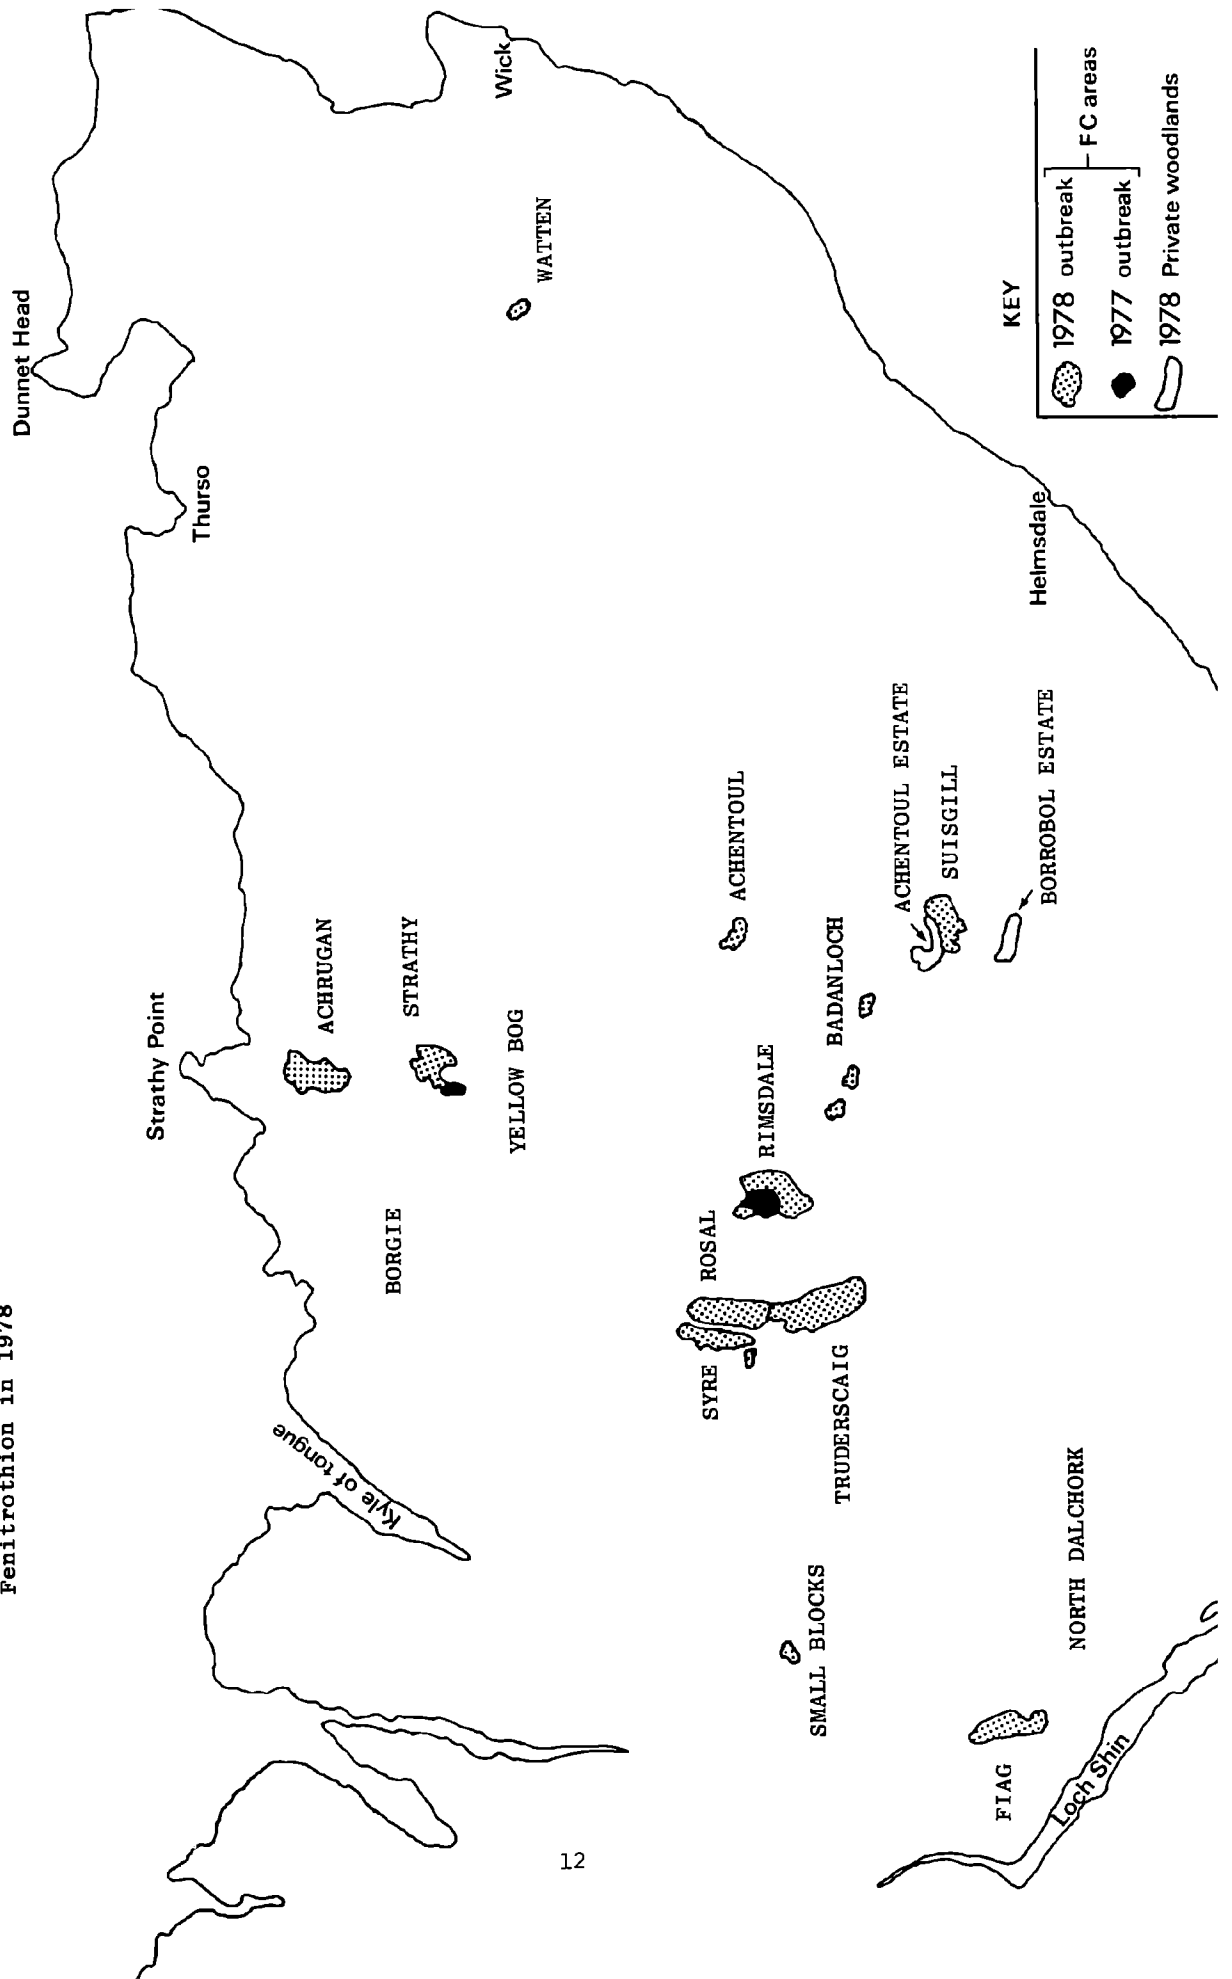 Fenitrothion in 1978
Dunnet Head
Thurso
Strathy Point
Kyle of tongue
Wick
WATTEN
ACHRUGAN
STRATHY
YELLOW BOG
BORGIE
ACHENTOUL
RIMSDALE
BADANLOCH
ROSAL
SYRE
TRUDERSCAIG
ACHENTOUL ESTATE
SUISGILL
BORROBOL ESTATE
Helmsdale
SMALL BLOCKS
NORTH DALCHORK
FIAG
Loch Shin
KEY
1978 outbreak
1977 outbreak
FC areas
1978 Private woodlands
12